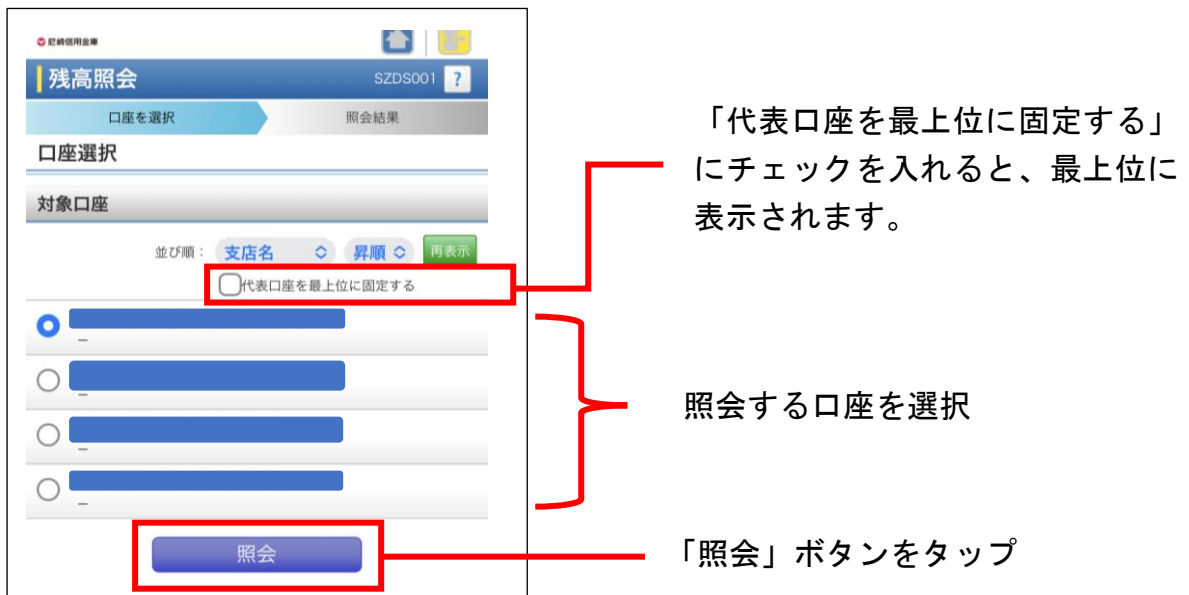 尼崎信用金庫
残高照会 SZDS001 ?
口座を選択 照会結果
口座選択
対象口座
並び順： 支店名 昇順 再表示
代表口座を最上位に固定する
－
－
－
－
照会
「代表口座を最上位に固定する」
にチェックを入れると、最上位に
表示されます。
照会する口座を選択
「照会」ボタンをタップ